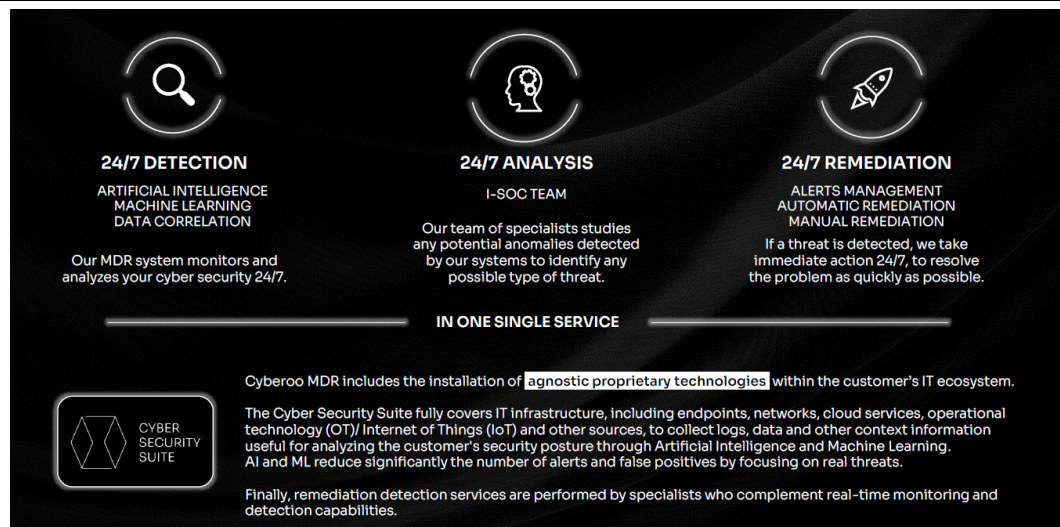 24/7 DETECTION
ARTIFICIAL INTELLIGENCE
MACHINE LEARNING
DATA CORRELATION
Our MDR system monitors and
analyzes your cyber security 24/7.
24/7 ANALYSIS
I-SOC TEAM
Our team of specialists studies
any potential anomalies detected
by our systems to identify any
possible type of threat.
24/7 REMEDIATION
ALERTS MANAGEMENT
AUTOMATIC REMEDIATION
MANUAL REMEDIATION
If a threat is detected, we take
immediate action 24/7, to resolve
the problem as quickly as possible.
IN ONE SINGLE SERVICE
CYBER
SECURITY
SUITE
Cyberoo MDR includes the installation of agnostic proprietary technologies within the customer's IT ecosystem.
The Cyber Security Suite fully covers IT infrastructure, including endpoints, networks, cloud services, operational
technology (OT)/ Internet of Things (IoT) and other sources, to collect logs, data and other context information
useful for analyzing the customer's security posture through Artificial Intelligence and Machine Learning.
AI and ML reduce significantly the number of alerts and false positives by focusing on real threats.
Finally, remediation detection services are performed by specialists who complement real-time monitoring and
detection capabilities.